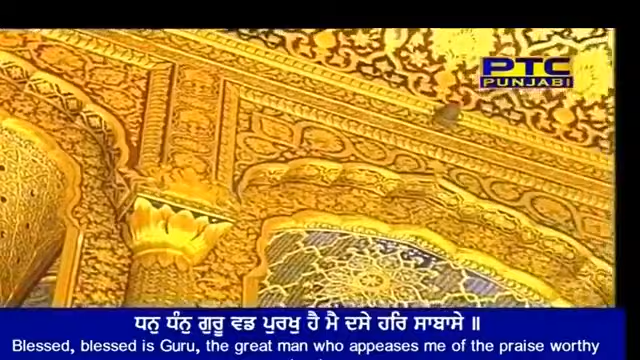 PTC
PUNJABI
ਧਨੁ ਧੰਨੁ ਗੁਰੂ ਵਡ ਪੁਰਖੁ ਹੈ ਮੈ ਦਸੇ ਹਰਿ ਸਾਬਾਸੇ ॥
Blessed, blessed is Guru, the great man who appeases me of the praise worthy